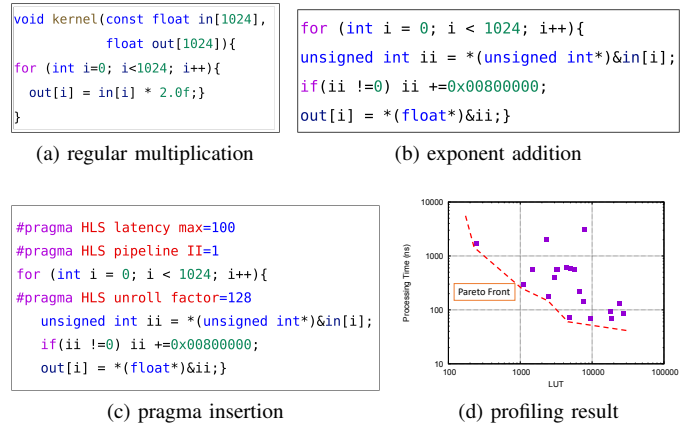 void kernel(const float in[1024],
float out[1024]){
for (int i=0; i<1024; i++){
out[i] = in[i] * 2.0f;}
}
(a) regular multiplication
for (int i = 0; i < 1024; i++){
unsigned int ii = *(unsigned int*)&in[i];
if(ii !=0) ii +=0x00800000;
out[i] = *(float*)&ii;}
(b) exponent addition
#pragma HLS latency max=100
#pragma HLS pipeline II=1
for (int i = 0; i < 1024; i++){
#pragma HLS unroll factor=128
unsigned int ii = *(unsigned int*)&in[i];
if(ii !=0) ii +=0x00800000;
out[i] = *(float*)&ii;}
(c) pragma insertion
10000
1000
100
10
Processing Time (ns)
Pareto Front
100 1000 10000 100000
LUT
(d) profiling result